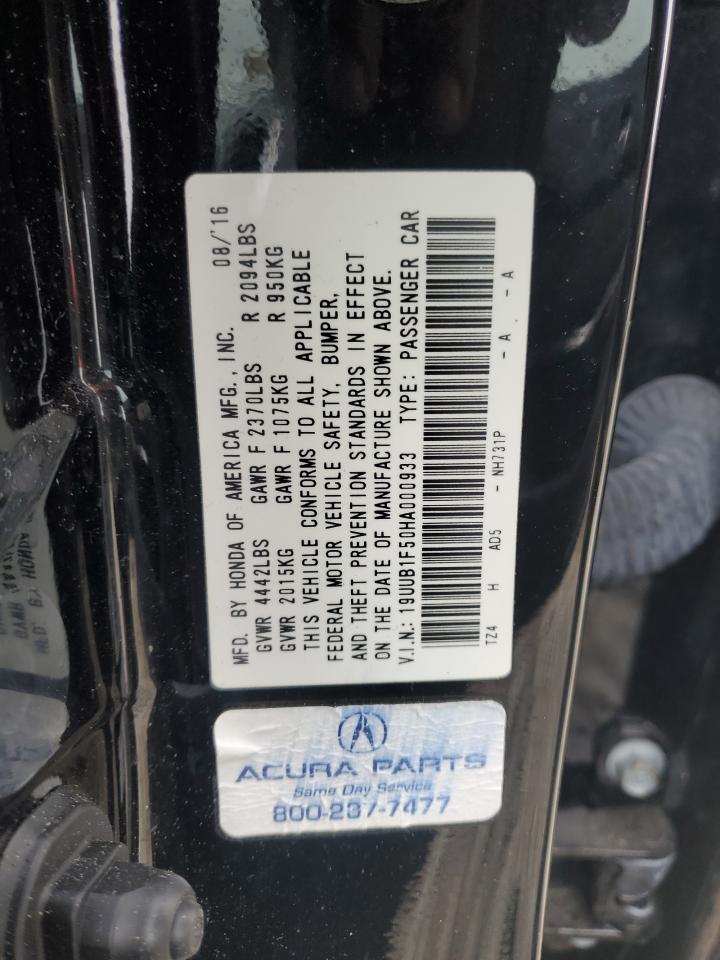 MFD. BY HONDA OF AMERICA MFG., INC. 08/'16
GVWR 4442LBS GAWR F 2370LBS R 2094LBS
GVWR 2015KG GAWR F 1075KG R 950KG
THIS VEHICLE CONFORMS TO ALL APPLICABLE
FEDERAL MOTOR VEHICLE SAFETY, BUMPER,
AND THEFT PREVENTION STANDARDS IN EFFECT
ON THE DATE OF MANUFACTURE SHOWN ABOVE.
V.I.N.: 19UUB1F50HA000933 TYPE: PASSENGER CAR
TZ4 H AD5 - NH731P - A - A
ACURA PARTS
Same Day Service
800-237-7477